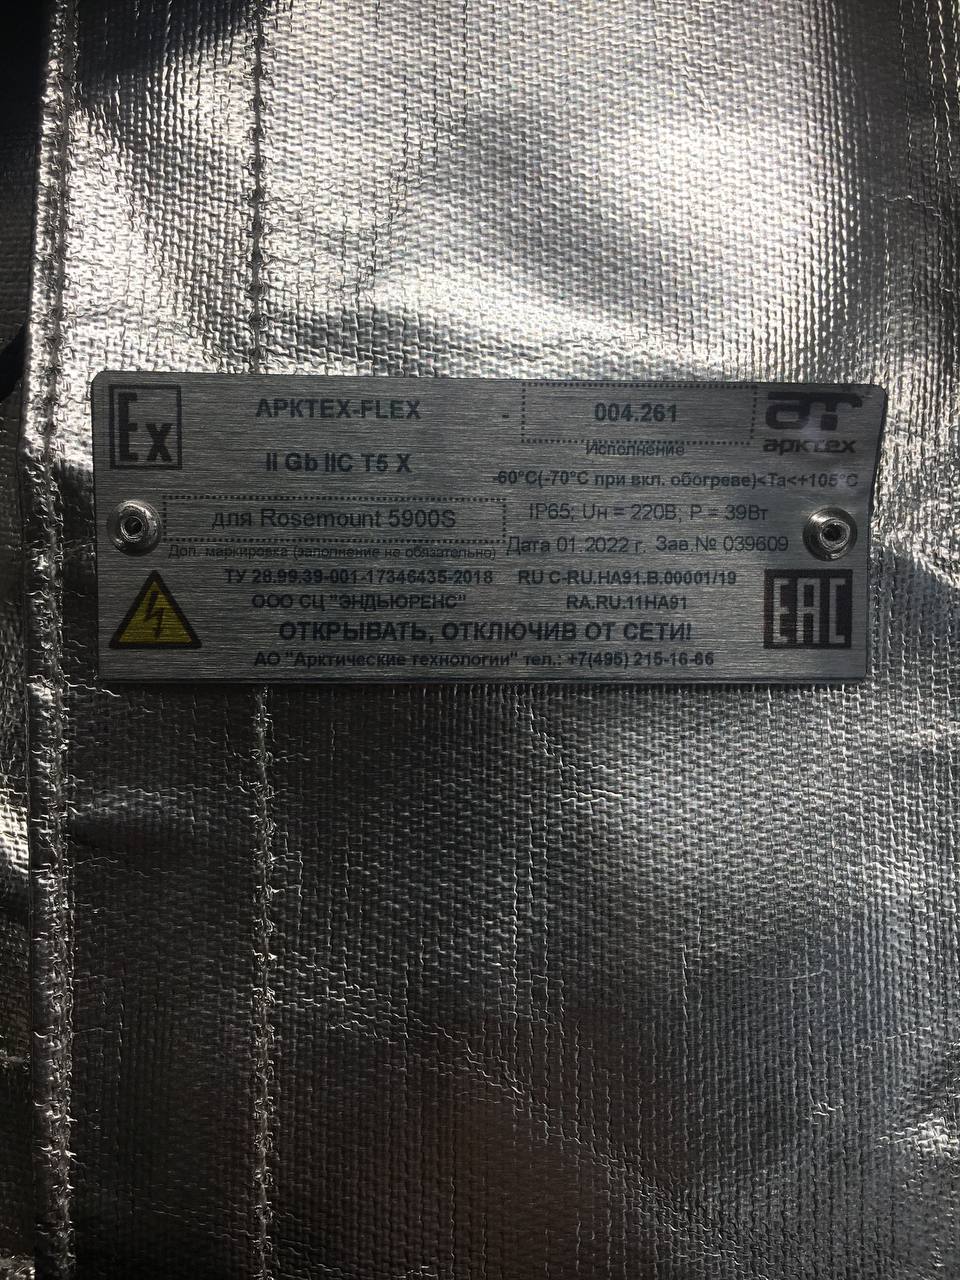 Ex
АРКТЕХ-FLEX - 004.261
Исполнение
ат
арктех
II Gb IIC T5 X
-60°C(-70°C при вкл. обогреве)<Ta<+105°C
для Rosemount 5900S
IP65; Uн = 220В, P = 39Вт
Доп. маркировка (заполнение не обязательно)
Дата 01.2022 г. Зав.№ 039609
ТУ 28.99.39-001-17346435-2018 RU C-RU.HA91.B.00001/19
ООО СЦ "ЭНДЬЮРЕНС" RA.RU.11HA91
ОТКРЫВАТЬ, ОТКЛЮЧИВ ОТ СЕТИ!
АО "Арктические технологии" тел.: +7(495) 215-16-66
EAC